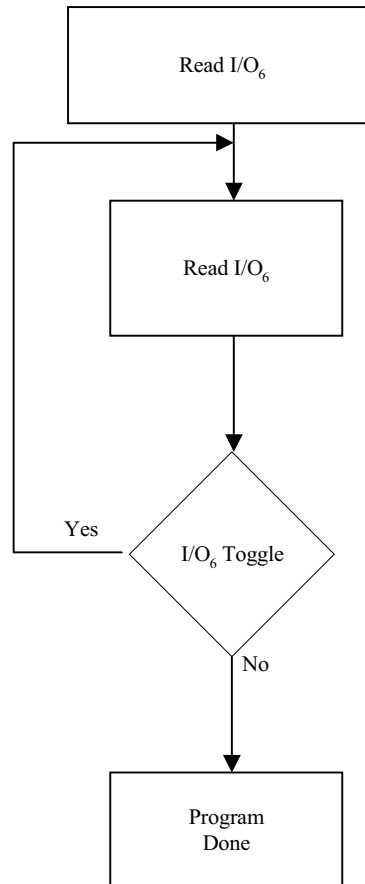 Read I/O₆
Read I/O₆
Yes
I/O₆ Toggle
No
Program
Done